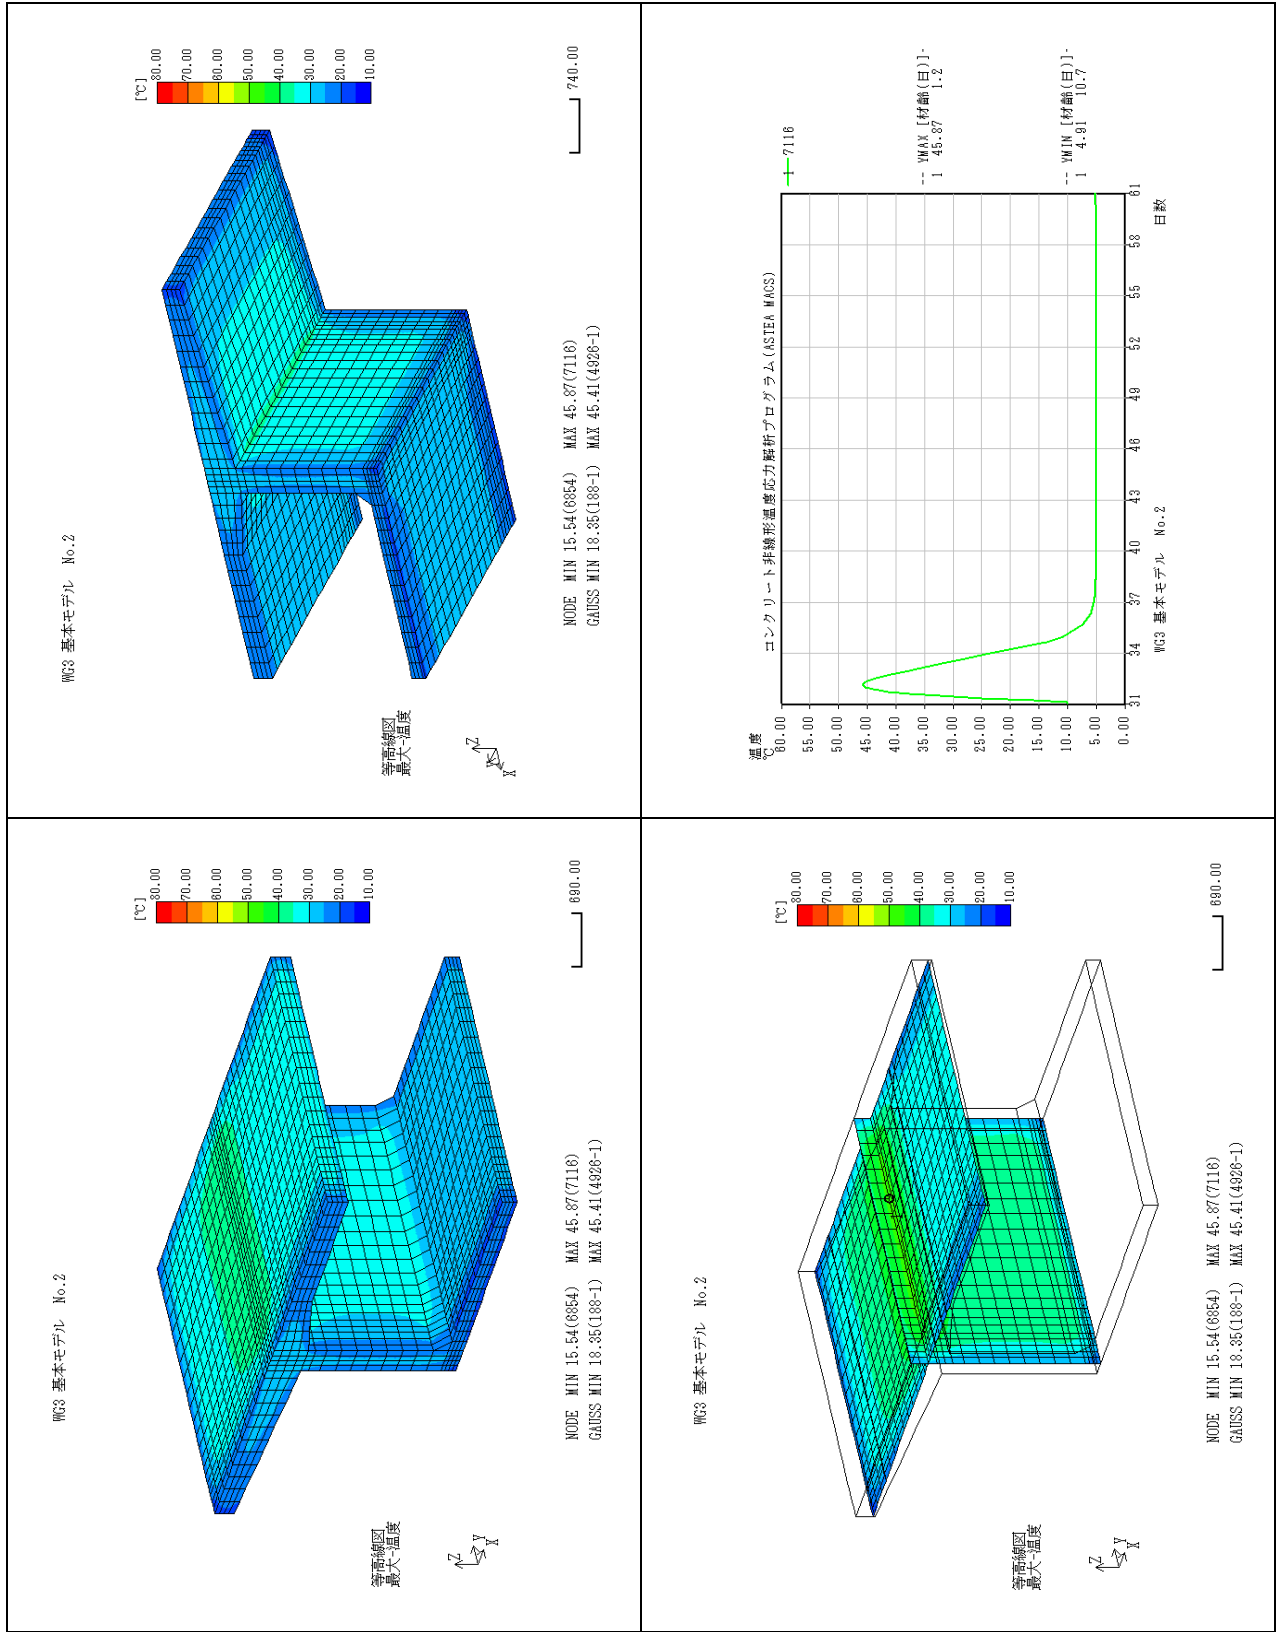 WG3 基本モデル No.2
[℃]
80.00
70.00
60.00
50.00
40.00
30.00
20.00
10.00
740.00
等高線図
最大-温度
Z
Y
X
NODE MIN 15.54(6854) MAX 45.87(7116)
GAUSS MIN 18.35(188-1) MAX 45.41(4926-1)
コンクリート非線形温度応力解析プログラム(ASTEA MACS)
温度
℃
60.00
55.00
50.00
45.00
40.00
35.00
30.00
25.00
20.00
15.00
10.00
5.00
0.00
31
34
37
40
43
46
49
52
55
58
61
日数
1 7116
-- YMAX [材齢(日)]-
1 45.87 1.2
-- YMIN [材齢(日)]-
1 4.91 10.7
WG3 基本モデル No.2
WG3 基本モデル No.2
[℃]
80.00
70.00
60.00
50.00
40.00
30.00
20.00
10.00
690.00
等高線図
最大-温度
Z
Y
X
NODE MIN 15.54(6854) MAX 45.87(7116)
GAUSS MIN 18.35(188-1) MAX 45.41(4926-1)
WG3 基本モデル No.2
[℃]
80.00
70.00
60.00
50.00
40.00
30.00
20.00
10.00
690.00
等高線図
最大-温度
Z
Y
X
NODE MIN 15.54(6854) MAX 45.87(7116)
GAUSS MIN 18.35(188-1) MAX 45.41(4926-1)